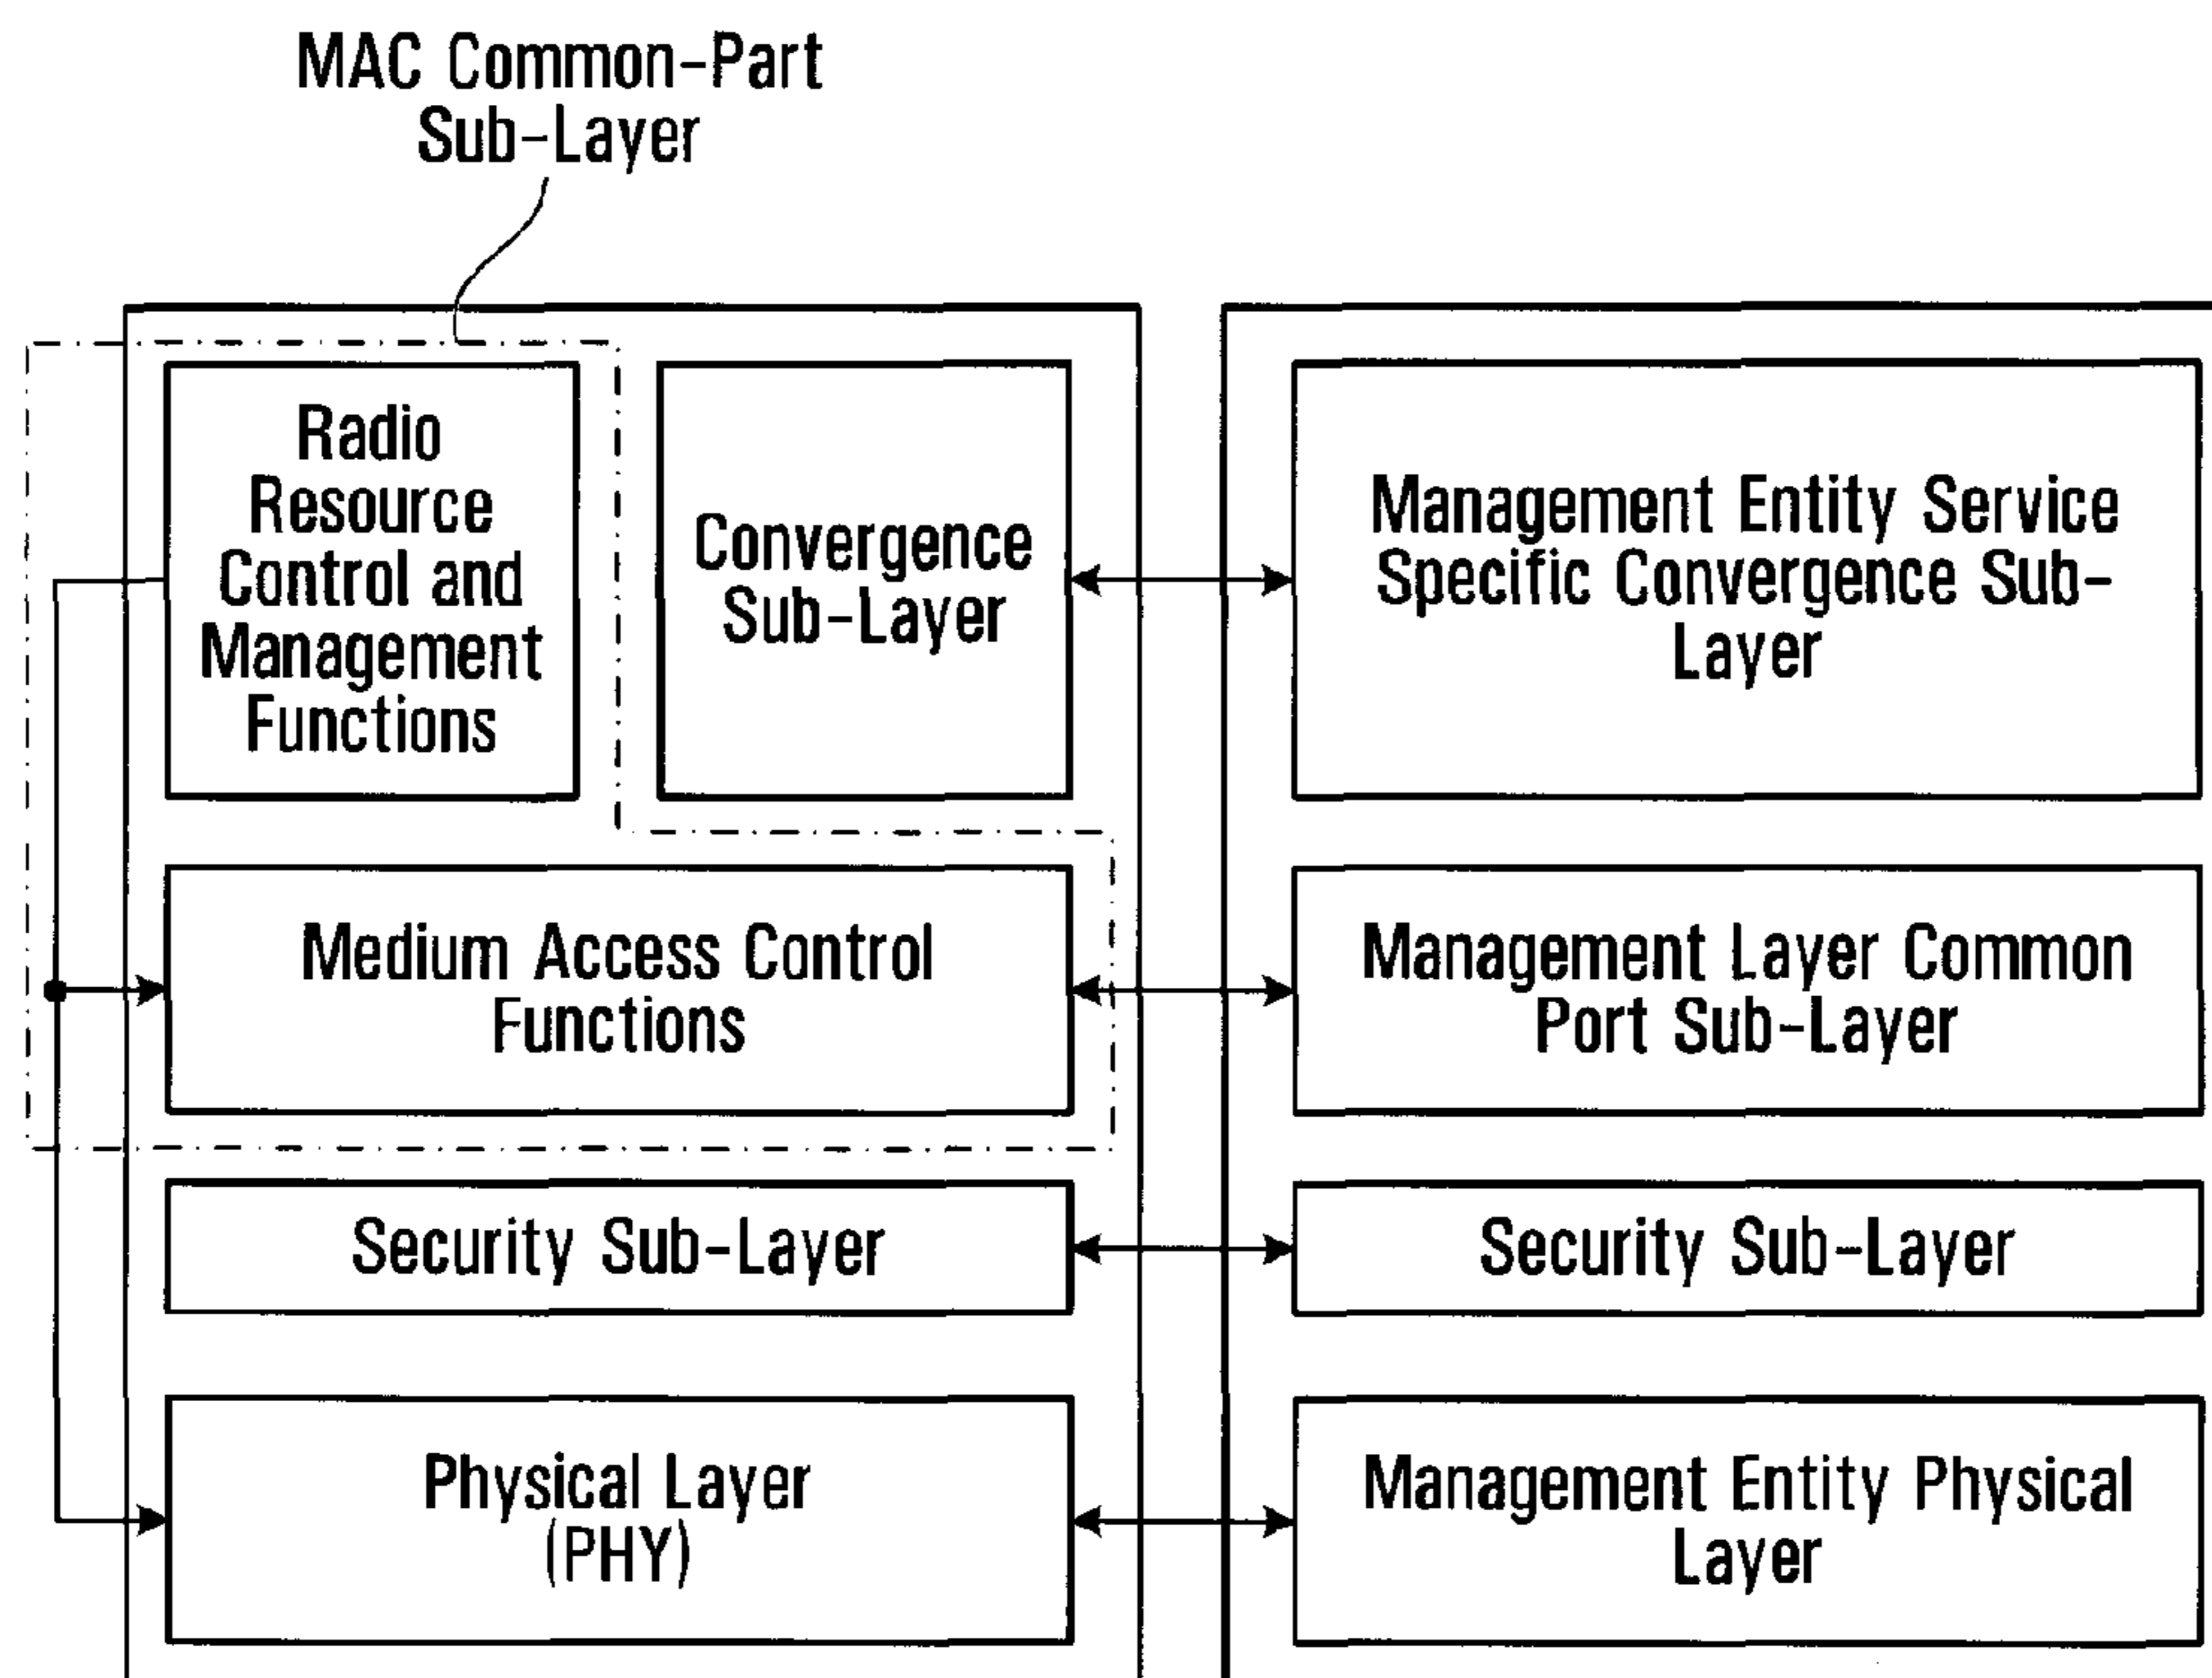 MAC Common-Part
Sub-Layer
Radio
Resource
Control and
Management
Functions
Convergence
Sub-Layer
Management Entity Service
Specific Convergence Sub-
Layer
Medium Access Control
Functions
Management Layer Common
Port Sub-Layer
Security Sub-Layer
Security Sub-Layer
Physical Layer
(PHY)
Management Entity Physical
Layer